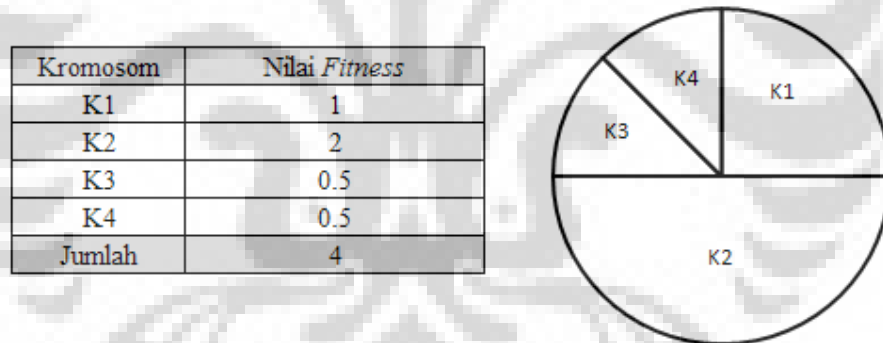 Kromosom Nilai Fitness
K1 1
K2 2
K3 0.5
K4 0.5
Jumlah 4
K4
K1
K3
K2